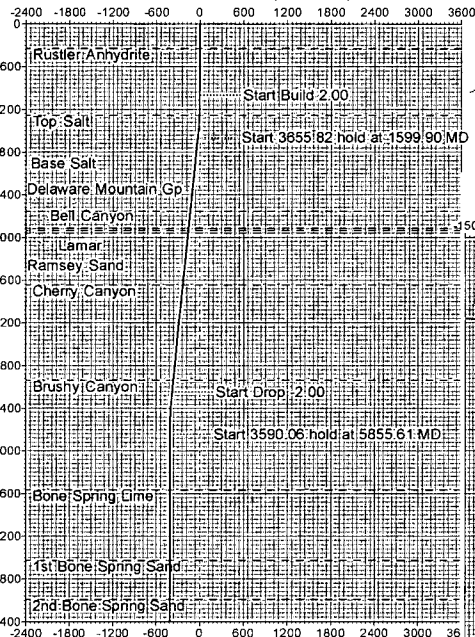 -2400 -1800 -1200 -600 0 600 1200 1800 2400 3000 3600
0
Rustler Anhydrite
600
Start Build 2.00
200
Top Salt
Start 3655.82 hold at 1599.90 MD
800
Base Salt
400
Delaware Mountain Gp
Bell Canyon
150
000
Lamar
Ramsey Sand
600
Cherry Canyon
200
800
Brushy Canyon
Start Drop -2.00
400
Start 3590.06 hold at 5855.61 MD
000
600
Bone Spring Lime
200
1st Bone Spring Sand
800
2nd Bone Spring Sand
400
-2400 -1800 -1200 -600 0 600 1200 1800 2400 3000 3600